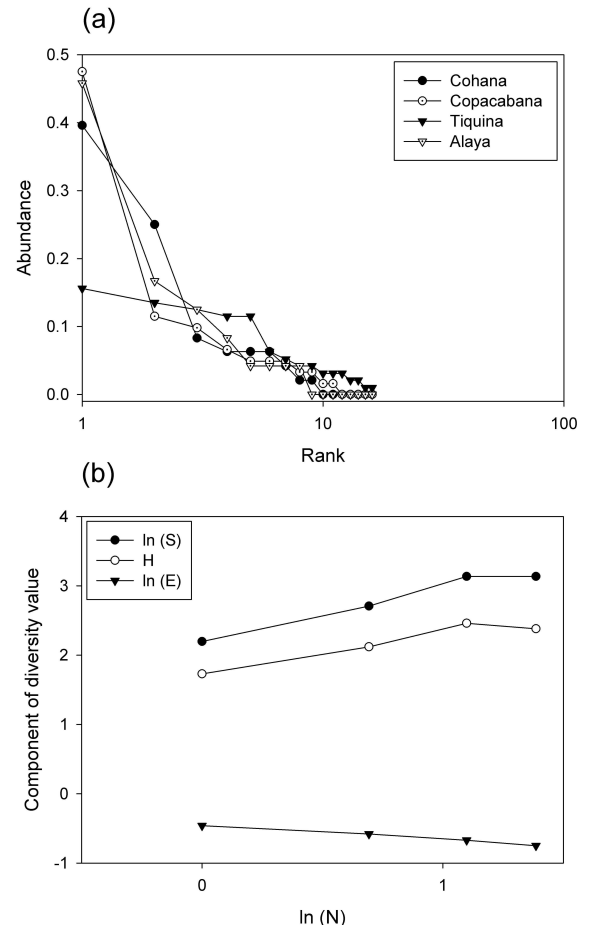 (a)
0.5
0.4
0.3
0.2
0.1
0.0
Abundance
Cohana
Copacabana
Tiquina
Alaya
1 10 100
Rank
(b)
4
3
2
1
0
-1
Component of diversity value
ln (S)
H
ln (E)
0 1
ln (N)